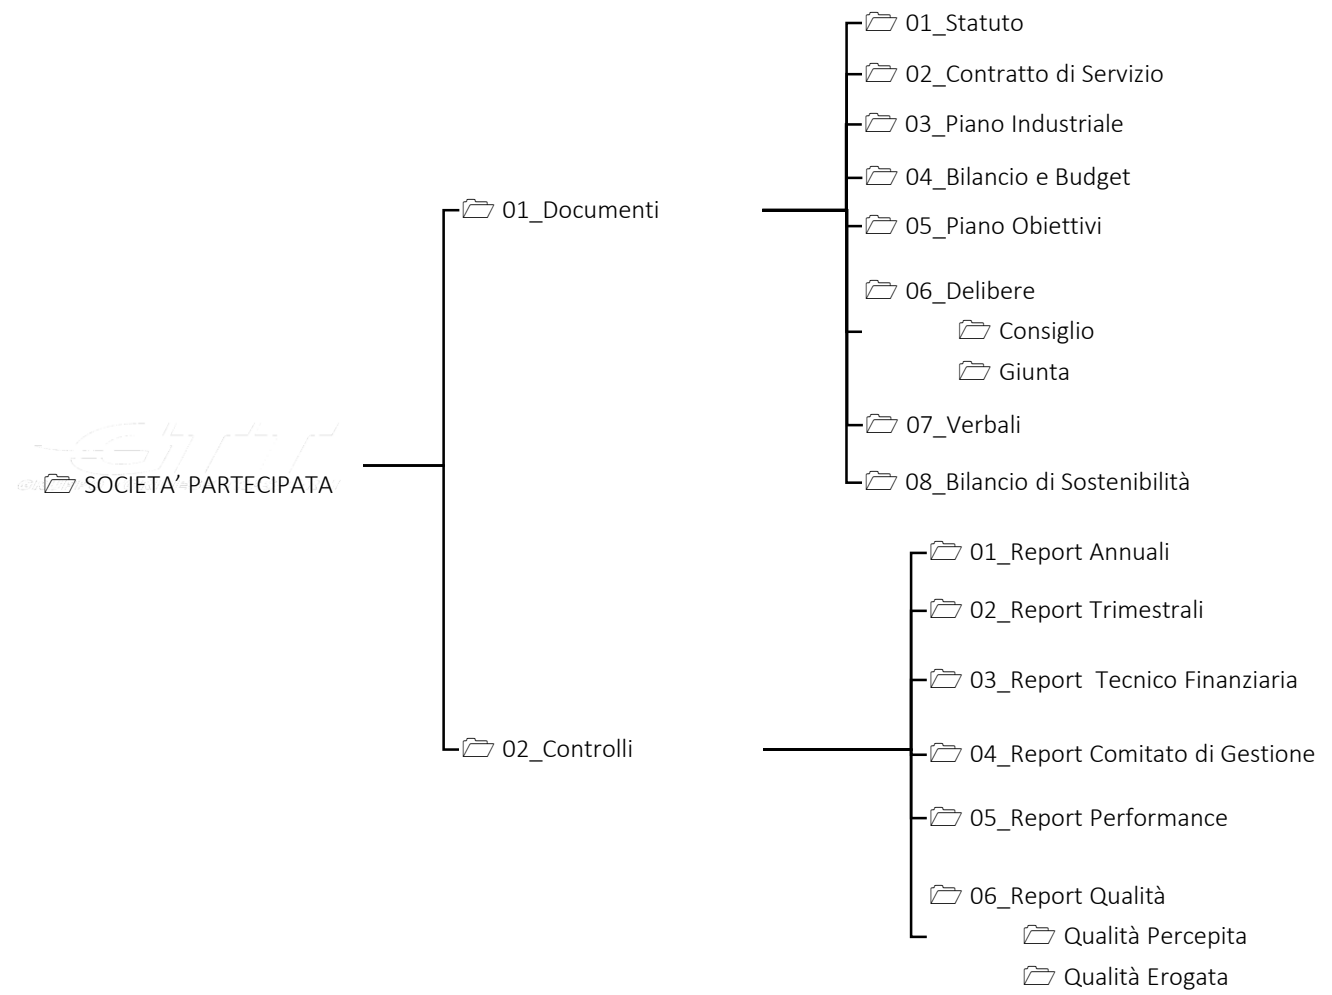 01_Statuto
02_Contratto di Servizio
03_Piano Industriale
04_Bilancio e Budget
01_Documenti
05_Piano Obiettivi
06_Delibere
Consiglio
Giunta
07_Verbali
GTT
SOCIETA’ PARTECIPATA
08_Bilancio di Sostenibilità
01_Report Annuali
02_Report Trimestrali
03_Report  Tecnico Finanziaria
02_Controlli
04_Report Comitato di Gestione
05_Report Performance
06_Report Qualità
Qualità Percepita
Qualità Erogata